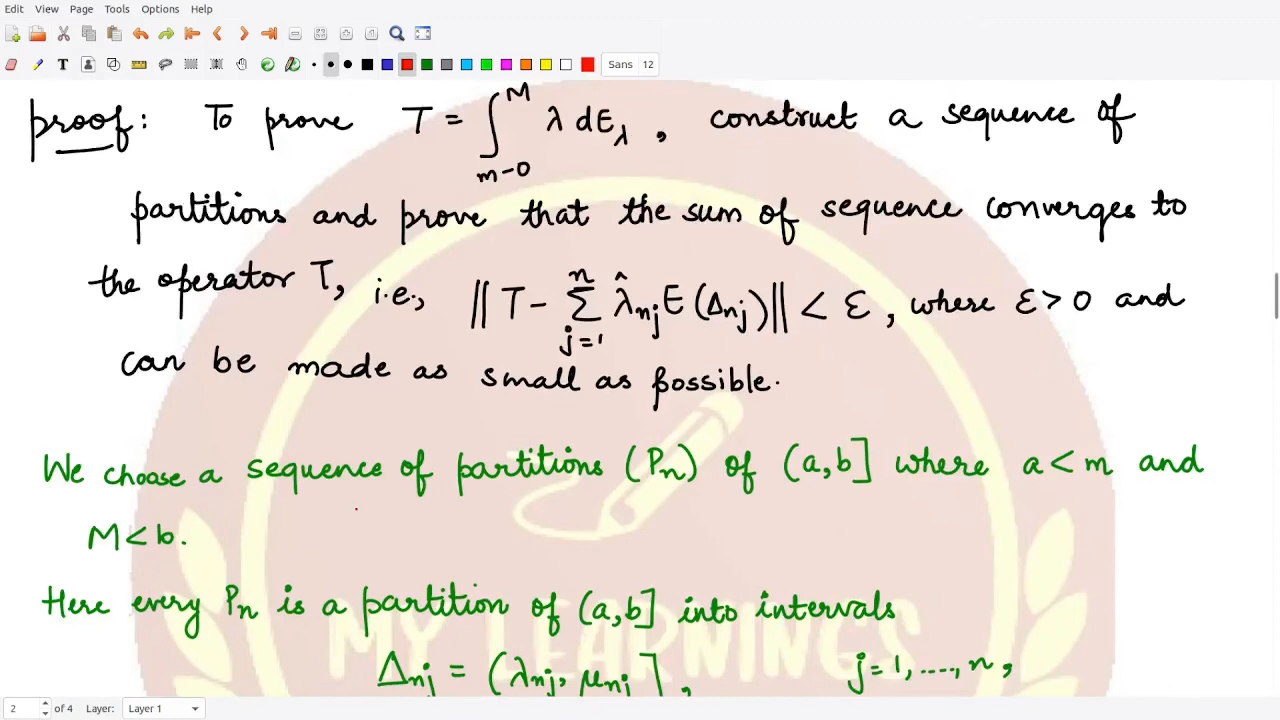 Edit View Page Tools Options Help
T Sans 12
proof: To prove T = ∫_{m-0}^{M} λ dE_λ , construct a sequence of
partitions and prove that the sum of sequence converges to
the operator T, i.e., || T - Σ_{j=1}^{n} λ̂_{nj} E(Δ_{nj}) || < ε, where ε > 0 and
can be made as small as possible.
We choose a sequence of partitions (P_n) of (a,b] where a < m and
M < b.
Here every P_n is a partition of (a,b] into intervals
Δ_{nj} = (λ_{nj}, μ_{nj}], j = 1, ...., n,
MY LEARNINGS
2 of 4 Layer: Layer 1